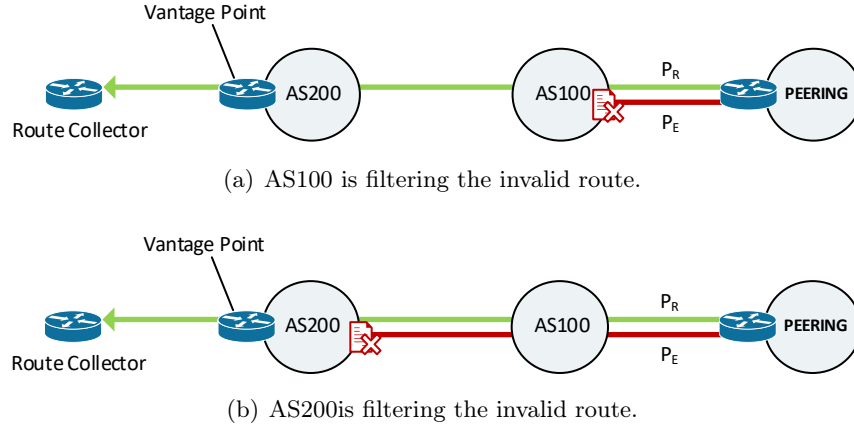 Vantage Point
AS200
AS100
P_R
PEERING
P_E
Route Collector
(a) AS100 is filtering the invalid route.
Vantage Point
AS200
AS100
P_R
PEERING
P_E
Route Collector
(b) AS200is filtering the invalid route.